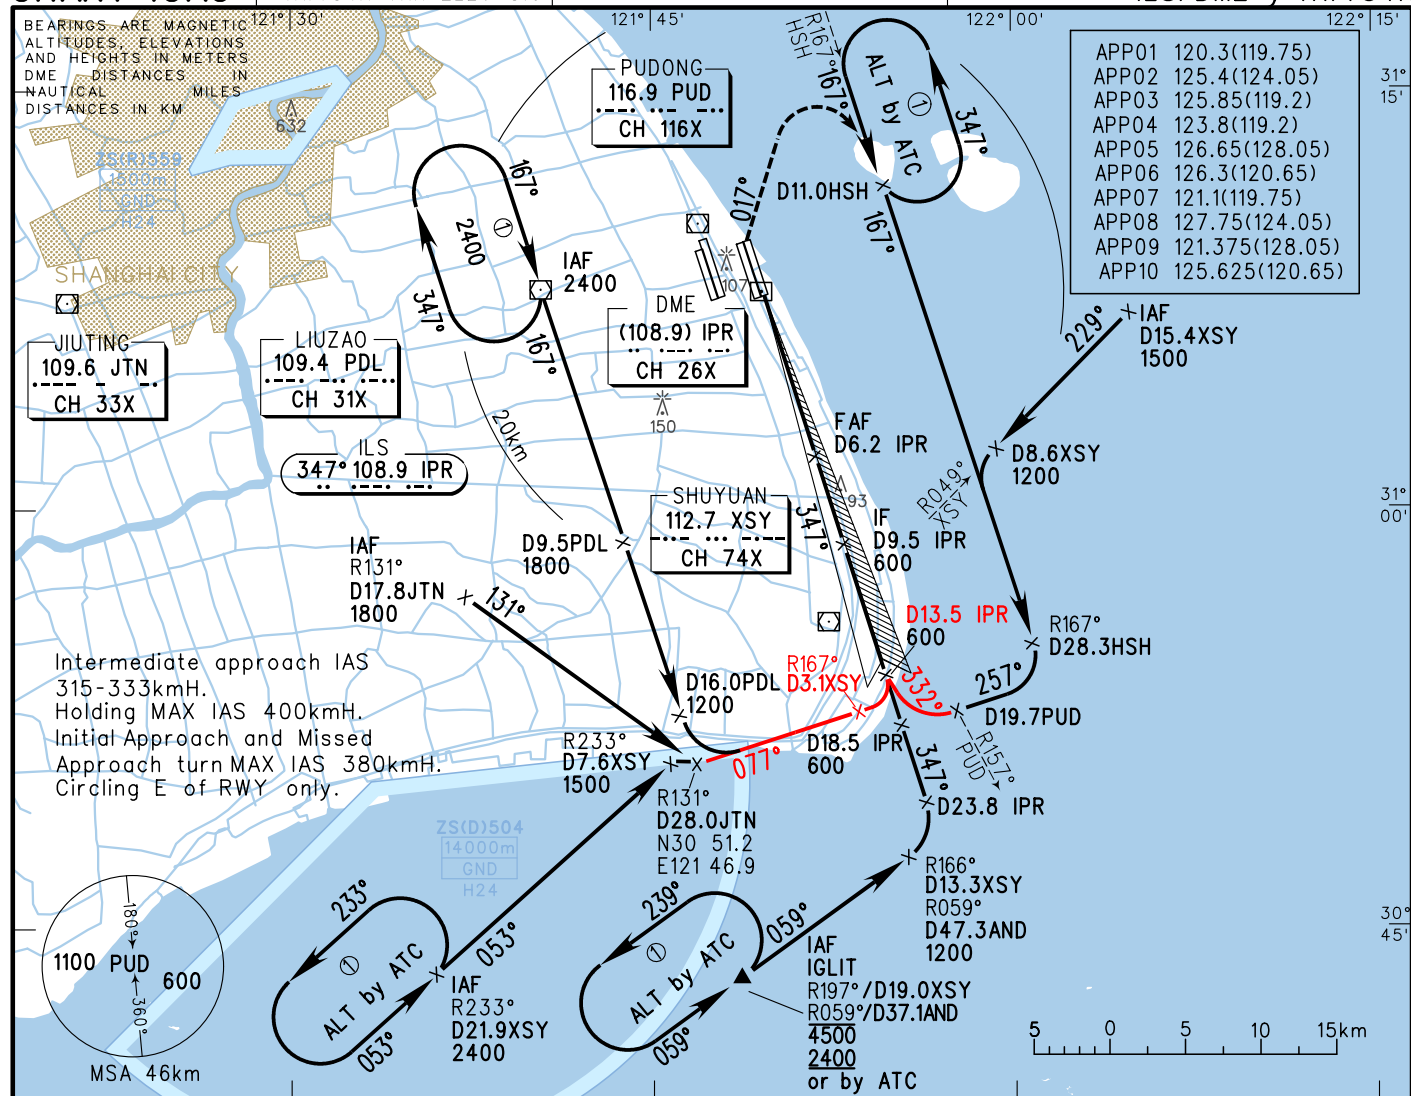 121° 30'
121° 45'
122° 00'
122° 15'
BEARINGS ARE MAGNETIC
ALTITUDES, ELEVATIONS
AND HEIGHTS IN METERS
DME DISTANCES IN
NAUTICAL MILES
DISTANCES IN KM
632
ZS(R)559
1500m
GND
H24
SHANGHAI CITY
PUDONG
116.9 PUD
CH 116X
R167°
HSH
167°
ALT by ATC
①
347°
APP01 120.3(119.75)
APP02 125.4(124.05)
APP03 125.85(119.2)
APP04 123.8(119.2)
APP05 126.65(128.05)
APP06 126.3(120.65)
APP07 121.1(119.75)
APP08 127.75(124.05)
APP09 121.375(128.05)
APP10 125.625(120.65)
31°
15'
167°
①
2400
347°
IAF
2400
167°
017°
D11.0HSH
167°
107
DME
(108.9) IPR
CH 26X
150
JIUTING
109.6 JTN
CH 33X
LIUZAO
109.4 PDL
CH 31X
ILS
347° 108.9 IPR
20km
229°
IAF
D15.4XSY
1500
FAF
D6.2 IPR
93
D8.6XSY
1200
R049°
XSY
SHUYUAN
112.7 XSY
CH 74X
347°
IF
D9.5 IPR
600
31°
00'
D9.5PDL
1800
IAF
R131°
D17.8JTN
1800
131°
D13.5 IPR
600
R167°
D28.3HSH
257°
332°
R167°
D3.1XSY
D16.0PDL
1200
D19.7PUD
R157°
PUD
D18.5 IPR
600
077°
347°
Intermediate approach IAS
315-333kmH.
Holding MAX IAS 400kmH.
Initial Approach and Missed
Approach turn MAX IAS 380kmH.
Circling E of RWY only.
R233°
D7.6XSY
1500
R131°
D28.0JTN
N30 51.2
E121 46.9
D23.8 IPR
ZS(D)504
14000m
GND
H24
R166°
D13.3XSY
R059°
D47.3AND
1200
30°
45'
180°
1100 PUD 600
360°
MSA 46km
233°
①
ALT by ATC
053°
053°
IAF
R233°
D21.9XSY
2400
239°
①
ALT by ATC
059°
059°
IAF
IGLIT
R197°/D19.0XSY
R059°/D37.1AND
4500
2400
or by ATC
5 0 5 10 15km